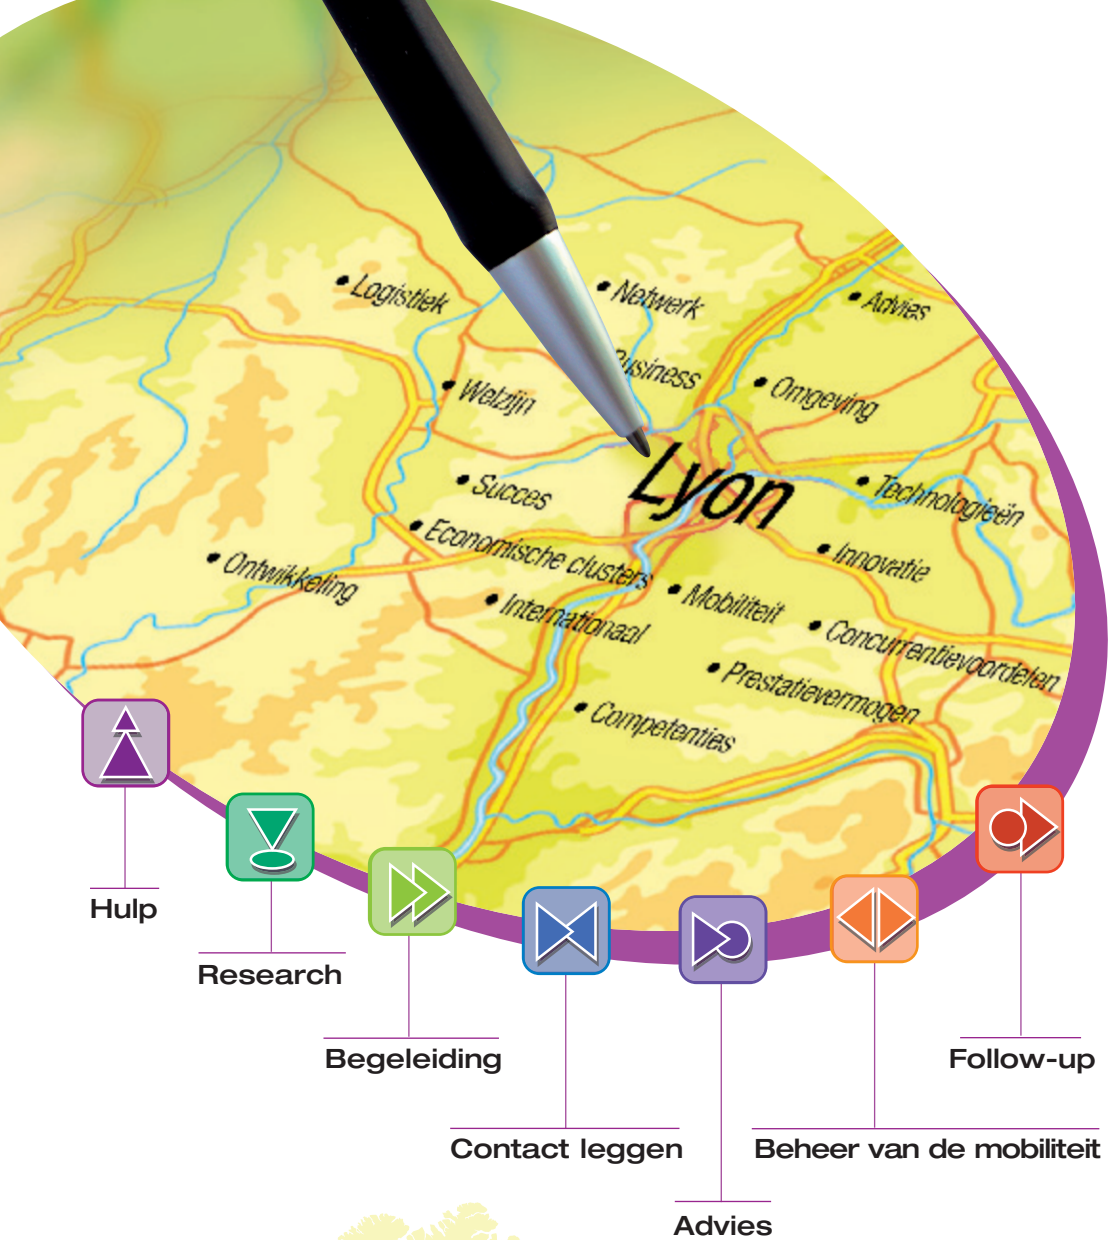 Logistiek
Netwerk
Advies
Business
Welzijn
Omgeving
Lyon
Succes
Technologieën
Economische clusters
Innovatie
Ontwikkeling
Internationaal
Mobiliteit
Concurrentievoordelen
Prestatievermogen
Competenties
Hulp
Research
Begeleiding
Follow-up
Contact leggen
Beheer van de mobiliteit
Advies